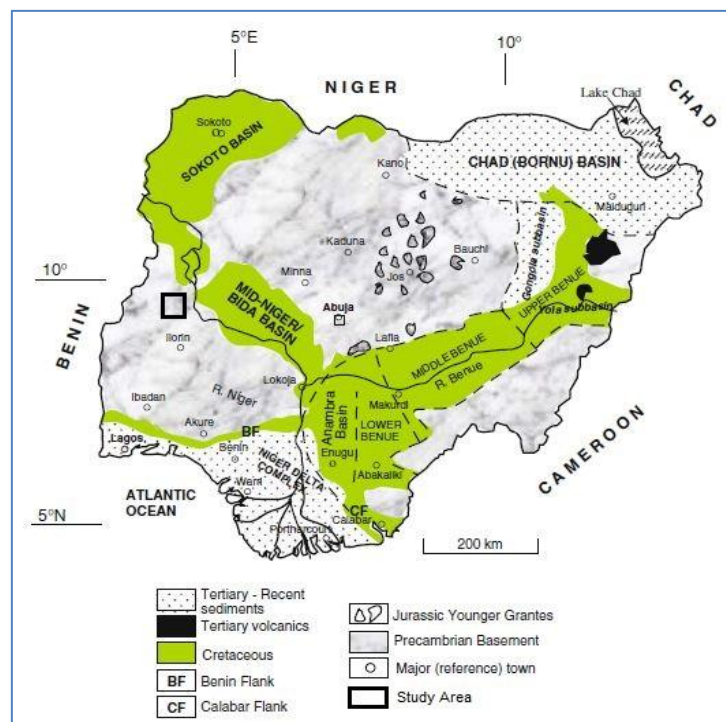 5°E
10°
NIGER
CHAD
Lake Chad
Sokoto
SOKOTO BASIN
Kano
CHAD (BORNU) BASIN
Maiduguri
Kaduna
Bauchi
Gongola subbasin
Minna
Jos
10°
UPPER BENUE
Yola subbasin
MID-NIGER/
BIDA BASIN
Abuja
BENIN
Ilorin
Lafia
MIDDLE BENUE
R. Benue
Lokoja
Ibadan
R. Niger
Makurdi
Anambra
Basin
LOWER
BENUE
CAMEROON
Akure
BF
Lagos
Benin
Enugu
Abakaliki
NIGER DELTA
COMPLEX
Warri
ATLANTIC
OCEAN
CF
Calabar
5°N
Portharcourt
200 km
Tertiary - Recent
sediments
Tertiary volcanics
Cretaceous
BF
Benin Flank
CF
Calabar Flank
Jurassic Younger Grantes
Precambrian Basement
Major (reference) town
Study Area